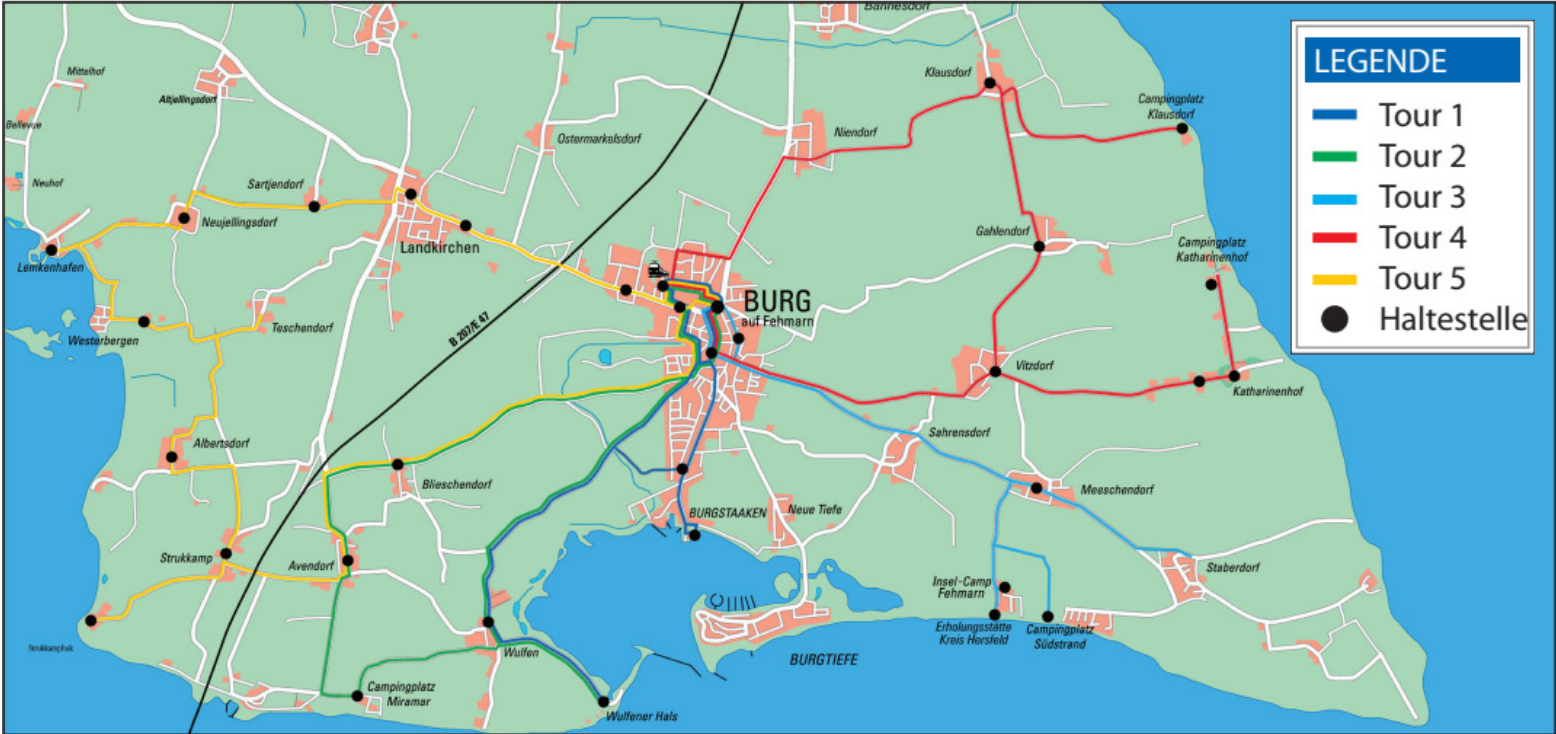 Bannesdorf
Mittelhof
Altjellingsdorf
Klausdorf
Campingplatz
Klausdorf
Bellevue
Ostermarkelsdorf
Niendorf
Neuhof
Sartjendorf
Neujellingsdorf
Landkirchen
Gahlendorf
Campingplatz
Katharinenhof
Lemkenhafen
BURG
auf Fehmarn
Teschendorf
Westerbergen
B 207/E 47
Vitzdorf
Katharinenhof
Albertsdorf
Sahrensdorf
Blieschendorf
Meeschendorf
BURGSTAAKEN
Neue Tiefe
Strukkamp
Avendorf
Staberdorf
Insel-Camp
Fehmarn
Erholungsstätte
Kreis Hersfeld
Campingplatz
Südstrand
Strukkamphuk
Wulfen
BURGTIEFE
Campingplatz
Miramar
Wulfener Hals
LEGENDE
Tour 1
Tour 2
Tour 3
Tour 4
Tour 5
Haltestelle